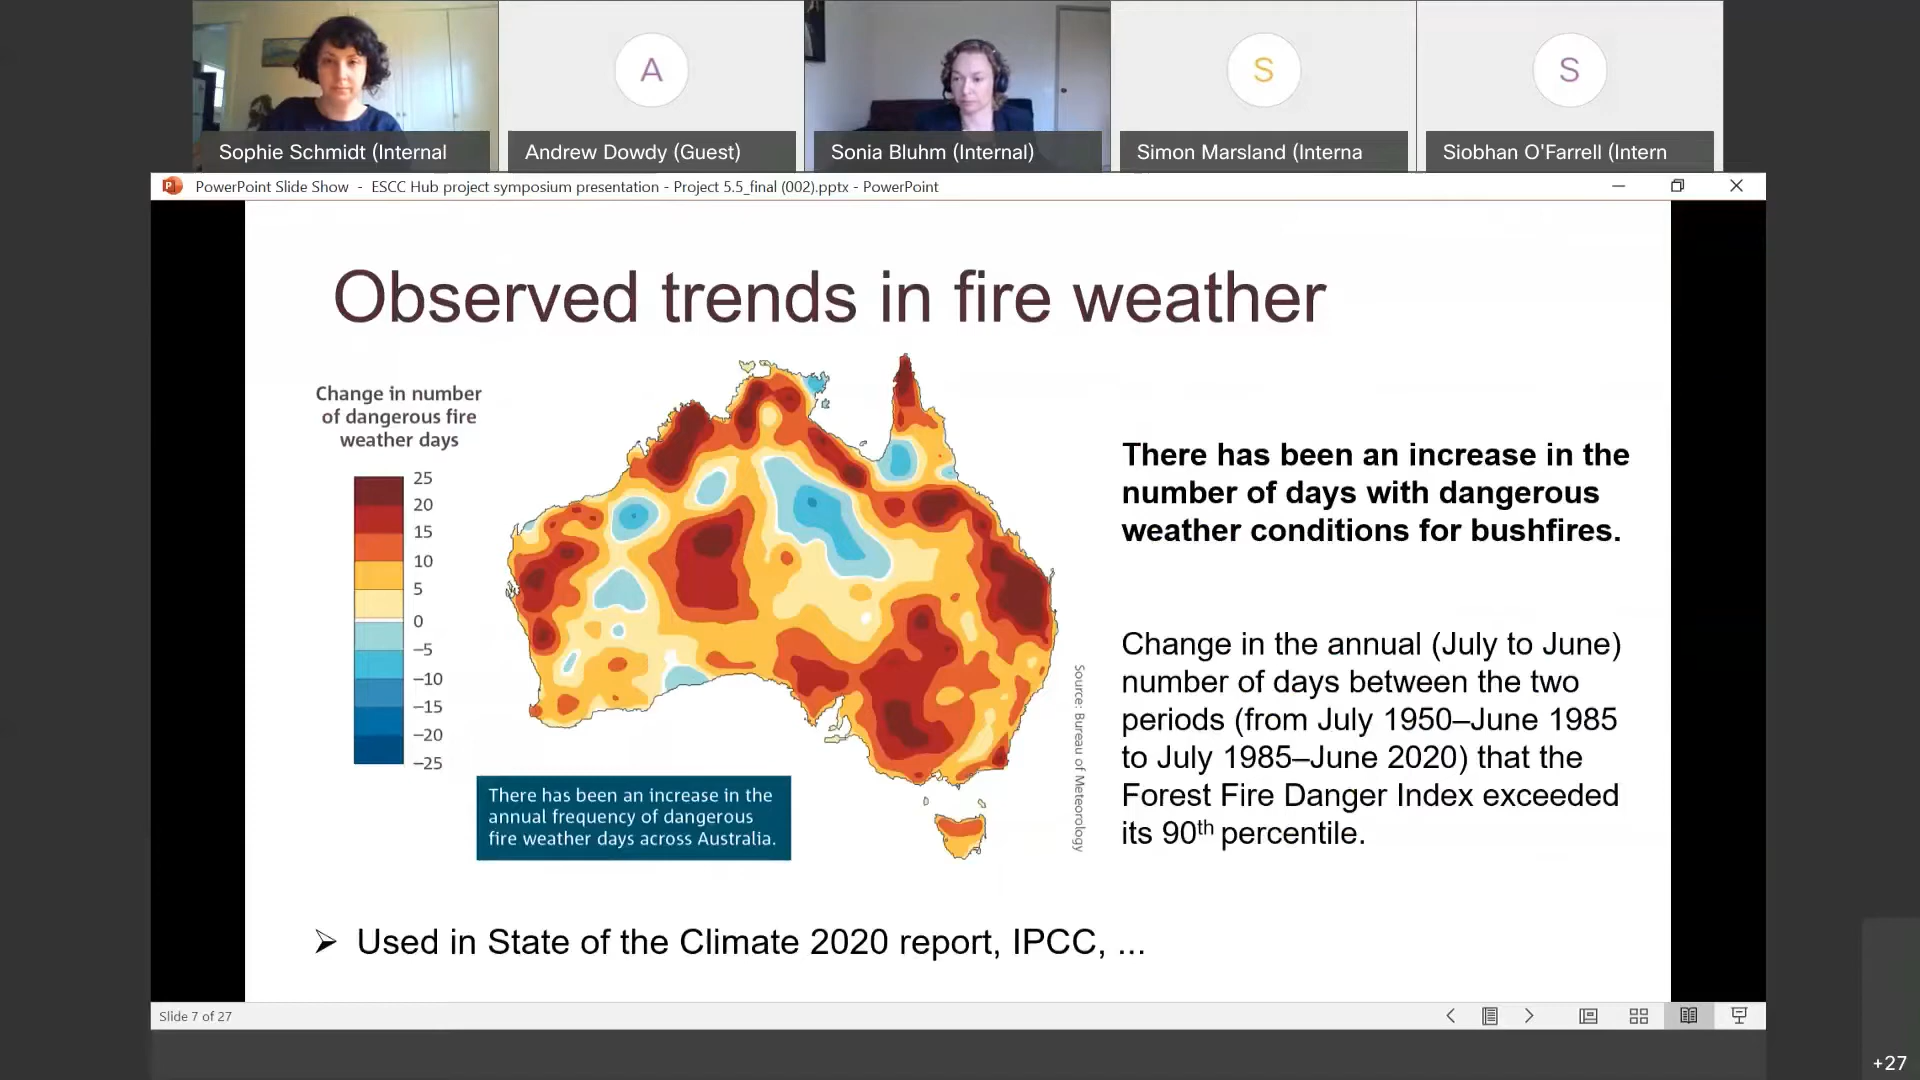 A
S
S
Sophie Schmidt (Internal
Andrew Dowdy (Guest)
Sonia Bluhm (Internal)
Simon Marsland (Interna
Siobhan O'Farrell (Intern
PowerPoint Slide Show - ESCC Hub project symposium presentation - Project 5.5_final (002).pptx - PowerPoint
Observed trends in fire weather
Change in number
of dangerous fire
weather days
25
20
15
10
5
0
−5
−10
−15
−20
−25
There has been an increase in the
annual frequency of dangerous
fire weather days across Australia.
Source: Bureau of Meteorology
There has been an increase in the
number of days with dangerous
weather conditions for bushfires.
Change in the annual (July to June)
number of days between the two
periods (from July 1950–June 1985
to July 1985–June 2020) that the
Forest Fire Danger Index exceeded
its 90th percentile.
➢ Used in State of the Climate 2020 report, IPCC, ...
Slide 7 of 27
+27